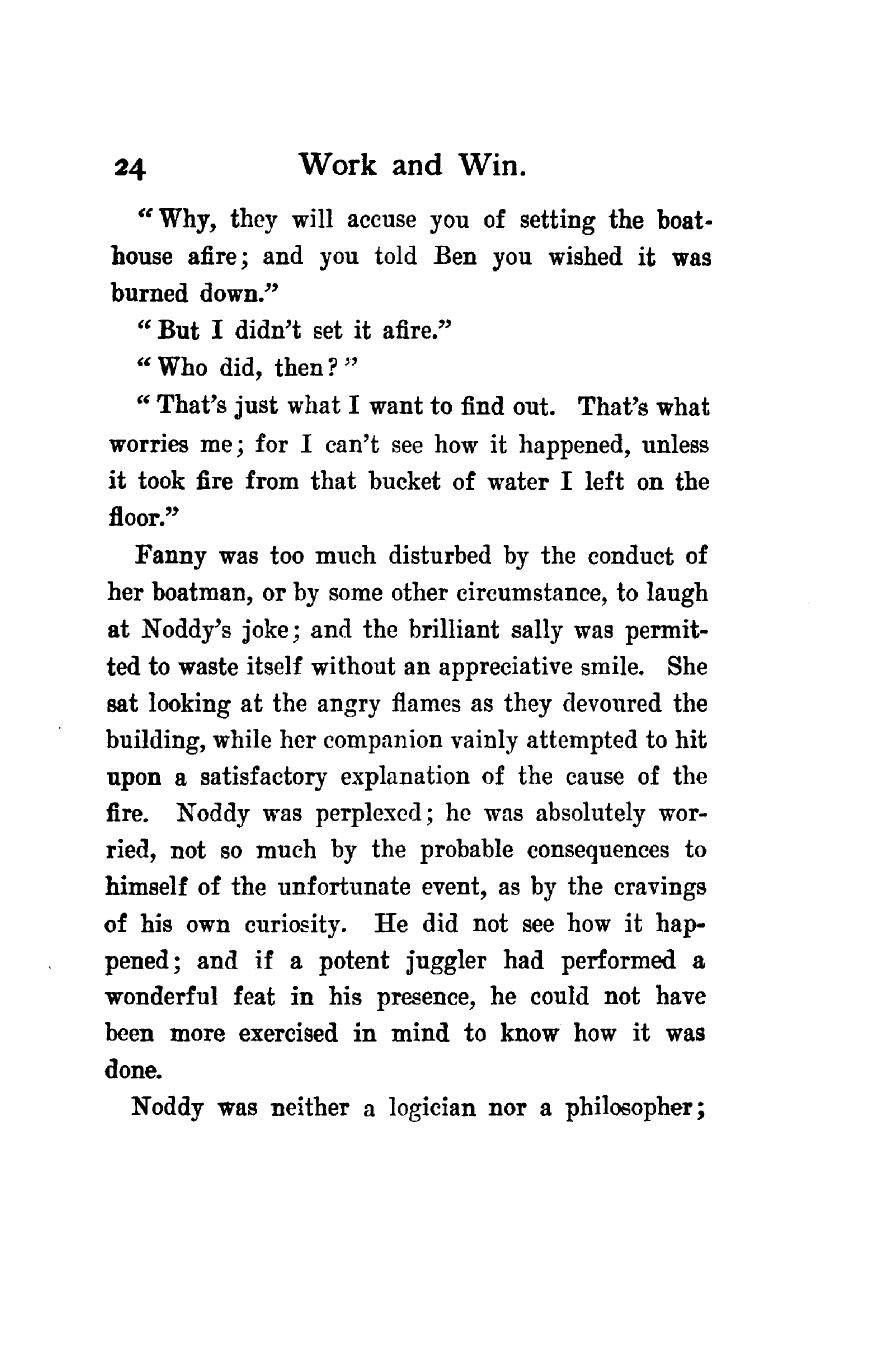 24 Work and Win.
“Why, they will accuse you of setting the boat-
house afire; and you told Ben you wished it was
burned down.”
“But I didn’t set it afire.”
“Who did, then?”
“That’s just what I want to find out. That’s what
worries me; for I can’t see how it happened, unless
it took fire from that bucket of water I left on the
floor.”
Fanny was too much disturbed by the conduct of
her boatman, or by some other circumstance, to laugh
at Noddy’s joke; and the brilliant sally was permit-
ted to waste itself without an appreciative smile. She
sat looking at the angry flames as they devoured the
building, while her companion vainly attempted to hit
upon a satisfactory explanation of the cause of the
fire. Noddy was perplexed; he was absolutely wor-
ried, not so much by the probable consequences to
himself of the unfortunate event, as by the cravings
of his own curiosity. He did not see how it hap-
pened; and if a potent juggler had performed a
wonderful feat in his presence, he could not have
been more exercised in mind to know how it was
done.
Noddy was neither a logician nor a philosopher;